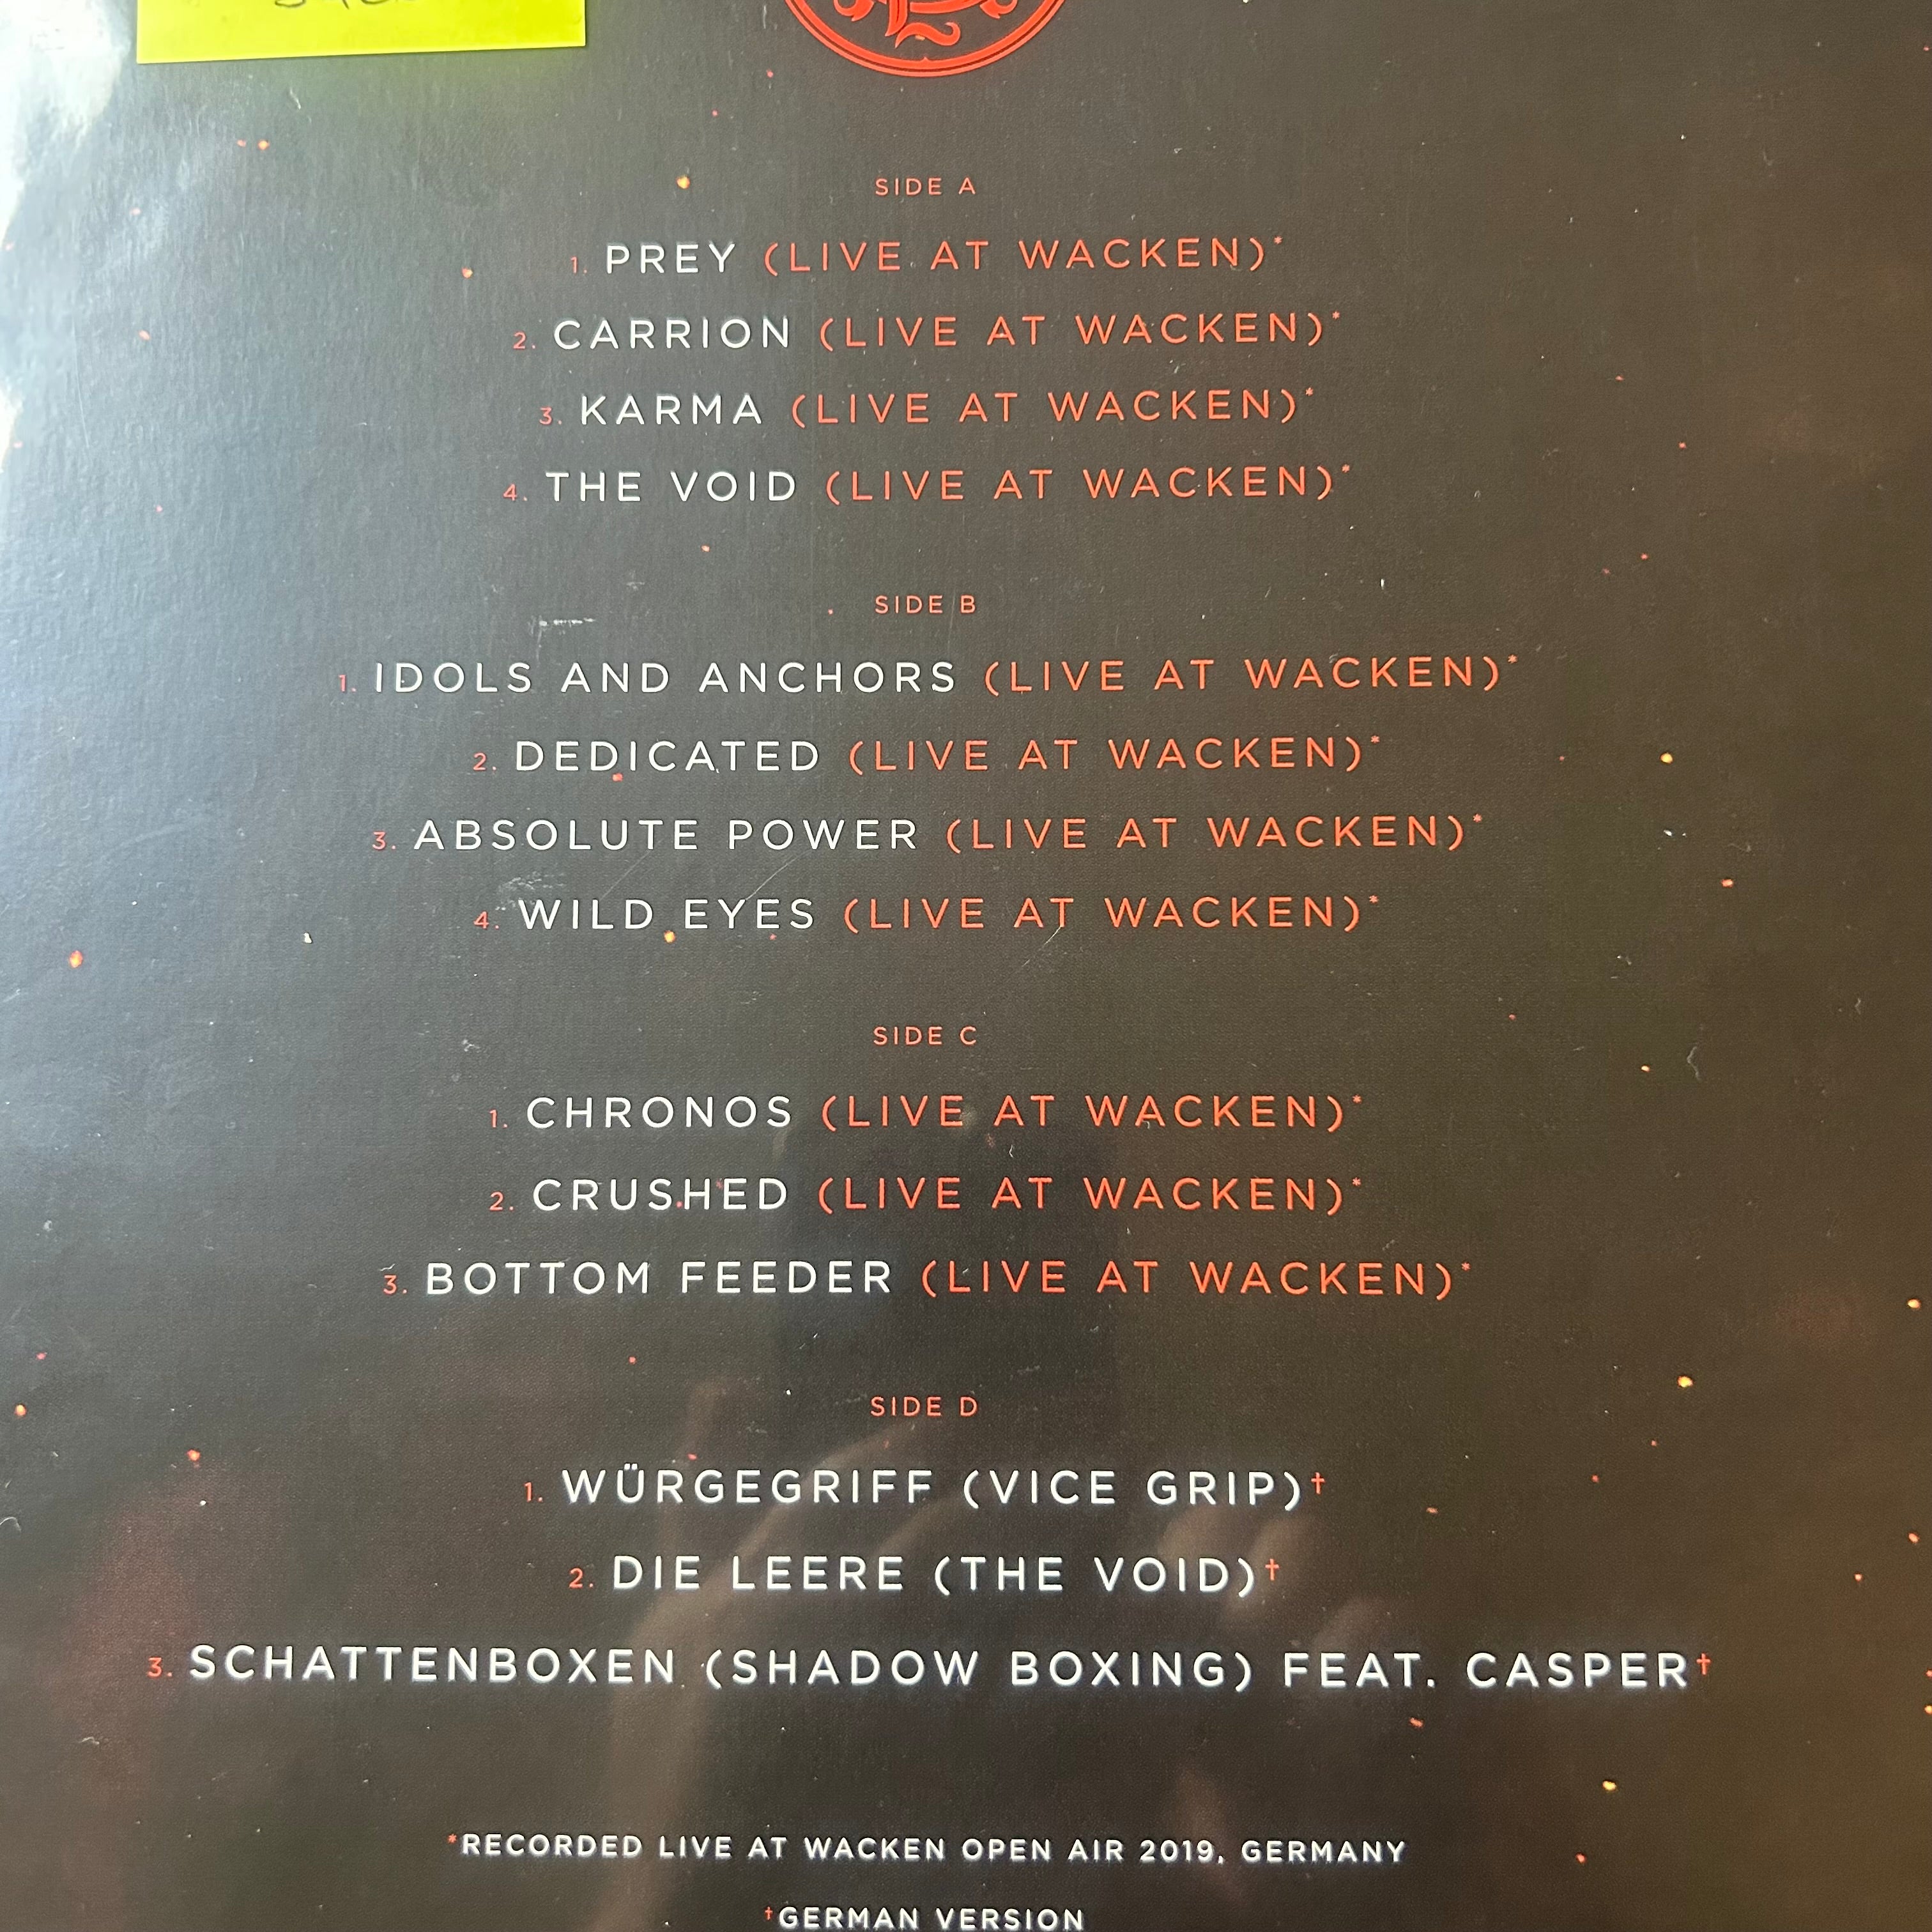 SIDE A
1. PREY (LIVE AT WACKEN)*
2. CARRION (LIVE AT WACKEN)*
3. KARMA (LIVE AT WACKEN)*
4. THE VOID (LIVE AT WACKEN)*
SIDE B
1. IDOLS AND ANCHORS (LIVE AT WACKEN)*
2. DEDICATED (LIVE AT WACKEN)*
3. ABSOLUTE POWER (LIVE AT WACKEN)*
4. WILD EYES (LIVE AT WACKEN)*
SIDE C
1. CHRONOS (LIVE AT WACKEN)*
2. CRUSHED (LIVE AT WACKEN)*
3. BOTTOM FEEDER (LIVE AT WACKEN)*
SIDE D
1. WÜRGEGRIFF (VICE GRIP)†
2. DIE LEERE (THE VOID)†
3. SCHATTENBOXEN (SHADOW BOXING) FEAT. CASPER†
*RECORDED LIVE AT WACKEN OPEN AIR 2019, GERMANY
†GERMAN VERSION